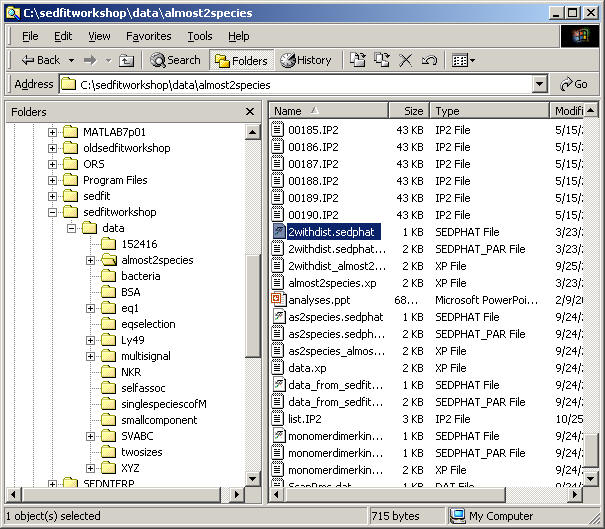 C:\sedfitworkshop\data\almost2species
File Edit View Favorites Tools Help
Back Search Folders History
Address C:\sedfitworkshop\data\almost2species Go
Folders
MATLAB7p01
oldsedfitworkshop
ORS
Program Files
sedfit
sedfitworkshop
data
152416
almost2species
bacteria
BSA
eq1
eqselection
Ly49
multisignal
NKR
selfassoc
singlespeciescofM
smallcomponent
SVABC
twosizes
XYZ
SEDNTERP
Name Size Type Modifi
00185.IP2 43 KB IP2 File 5/15/2
00186.IP2 43 KB IP2 File 5/15/2
00187.IP2 43 KB IP2 File 5/15/2
00188.IP2 43 KB IP2 File 5/15/2
00189.IP2 43 KB IP2 File 5/15/2
00190.IP2 43 KB IP2 File 5/15/2
2withdist.sedphat 1 KB SEDPHAT File 3/23/
2withdist.sedphat... 2 KB SEDPHAT_PAR File 3/23/
2withdist_almost2... 2 KB XP File 9/25/
almost2species.xp 2 KB XP File 3/23/
analyses.ppt 68... Microsoft PowerPoi... 2/9/20
as2species.sedphat 1 KB SEDPHAT File 9/24/
as2species.sedph... 2 KB SEDPHAT_PAR File 9/24/
as2species_almos... 2 KB XP File 9/24/
data.xp 2 KB XP File 9/24/
data_from_sedfit... 1 KB SEDPHAT File 9/24/
data_from_sedfit... 2 KB SEDPHAT_PAR File 9/24/
list.IP2 3 KB IP2 File 10/25
monomerdimerkin... 1 KB SEDPHAT File 9/24/
monomerdimerkin... 2 KB SEDPHAT_PAR File 9/24/
monomerdimerkin... 2 KB XP File 9/24/
1 object(s) selected 715 bytes My Computer